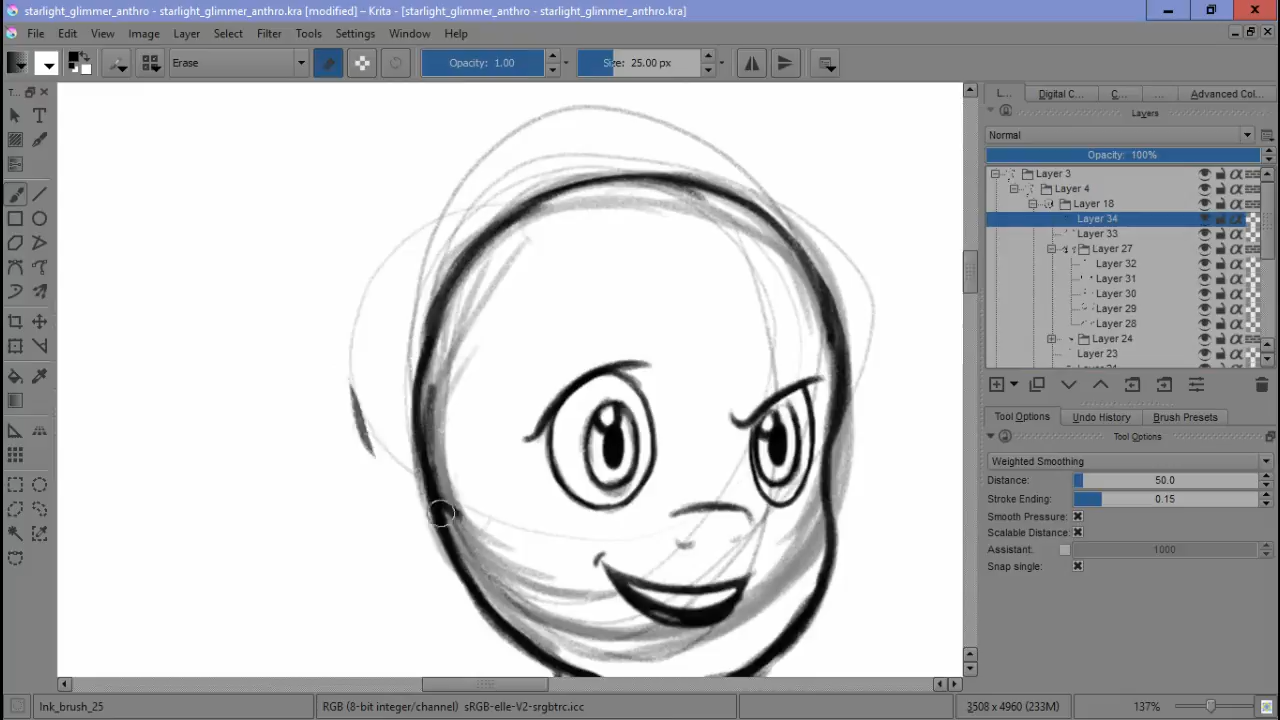 starlight_glimmer_anthro - starlight_glimmer_anthro.kra [modified] – Krita - [starlight_glimmer_anthro - starlight_glimmer_anthro.kra]
File Edit View Image Layer Select Filter Tools Settings Window Help
Erase Opacity: 1.00 Size: 25.00 px
T... L... Digital C... C... ... Advanced Col...
Layers
Normal
Opacity: 100%
Layer 3
Layer 4
Layer 18
Layer 34
Layer 33
Layer 27
Layer 32
Layer 31
Layer 30
Layer 29
Layer 28
Layer 24
Layer 23
Tool Options Undo History Brush Presets
Tool Options
Weighted Smoothing
Distance: 50.0
Stroke Ending: 0.15
Smooth Pressure:
Scalable Distance:
Assistant: 1000
Snap single:
Ink_brush_25 RGB (8-bit integer/channel) sRGB-elle-V2-srgbtrc.icc 3508 x 4960 (233M) 137%